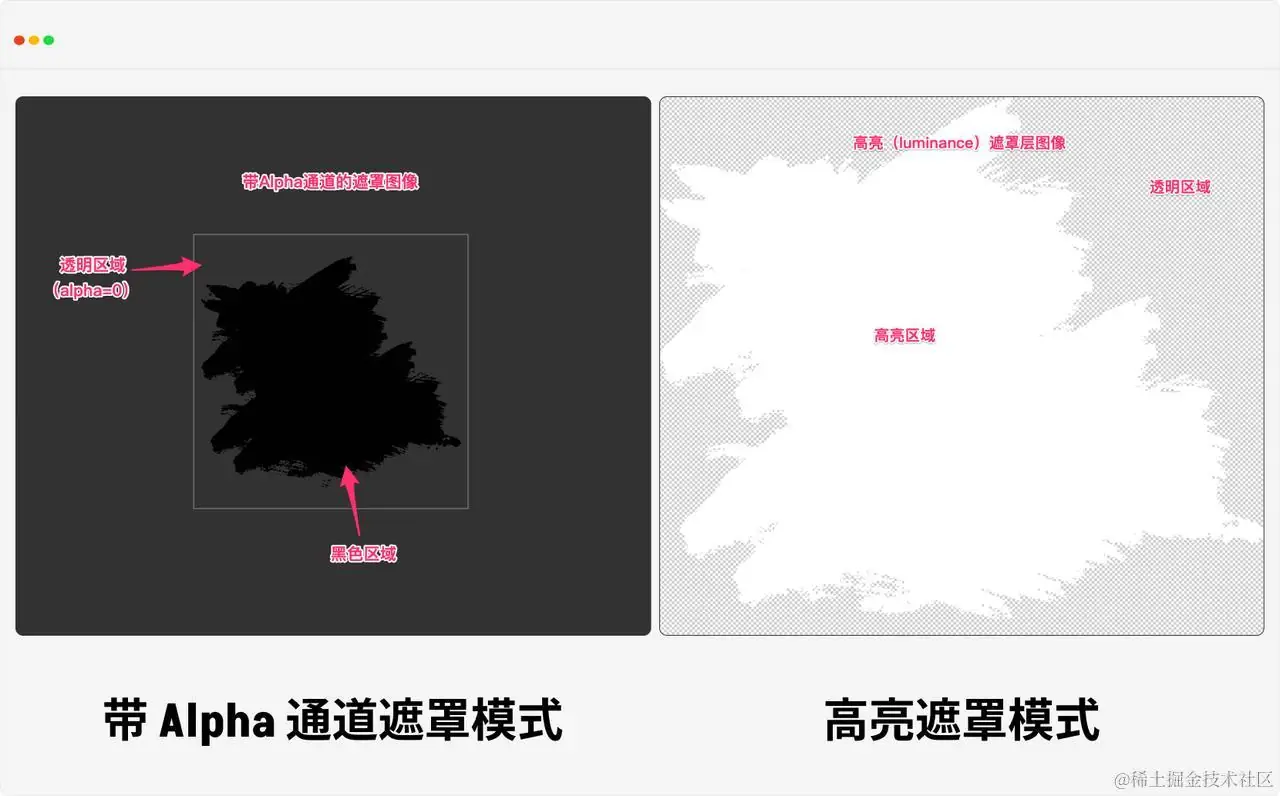 带Alpha通道的遮罩图像
透明区域
（alpha=0）
黑色区域
高亮（luminance）遮罩层图像
透明区域
高亮区域
带 Alpha 通道遮罩模式
高亮遮罩模式
@稀土掘金技术社区